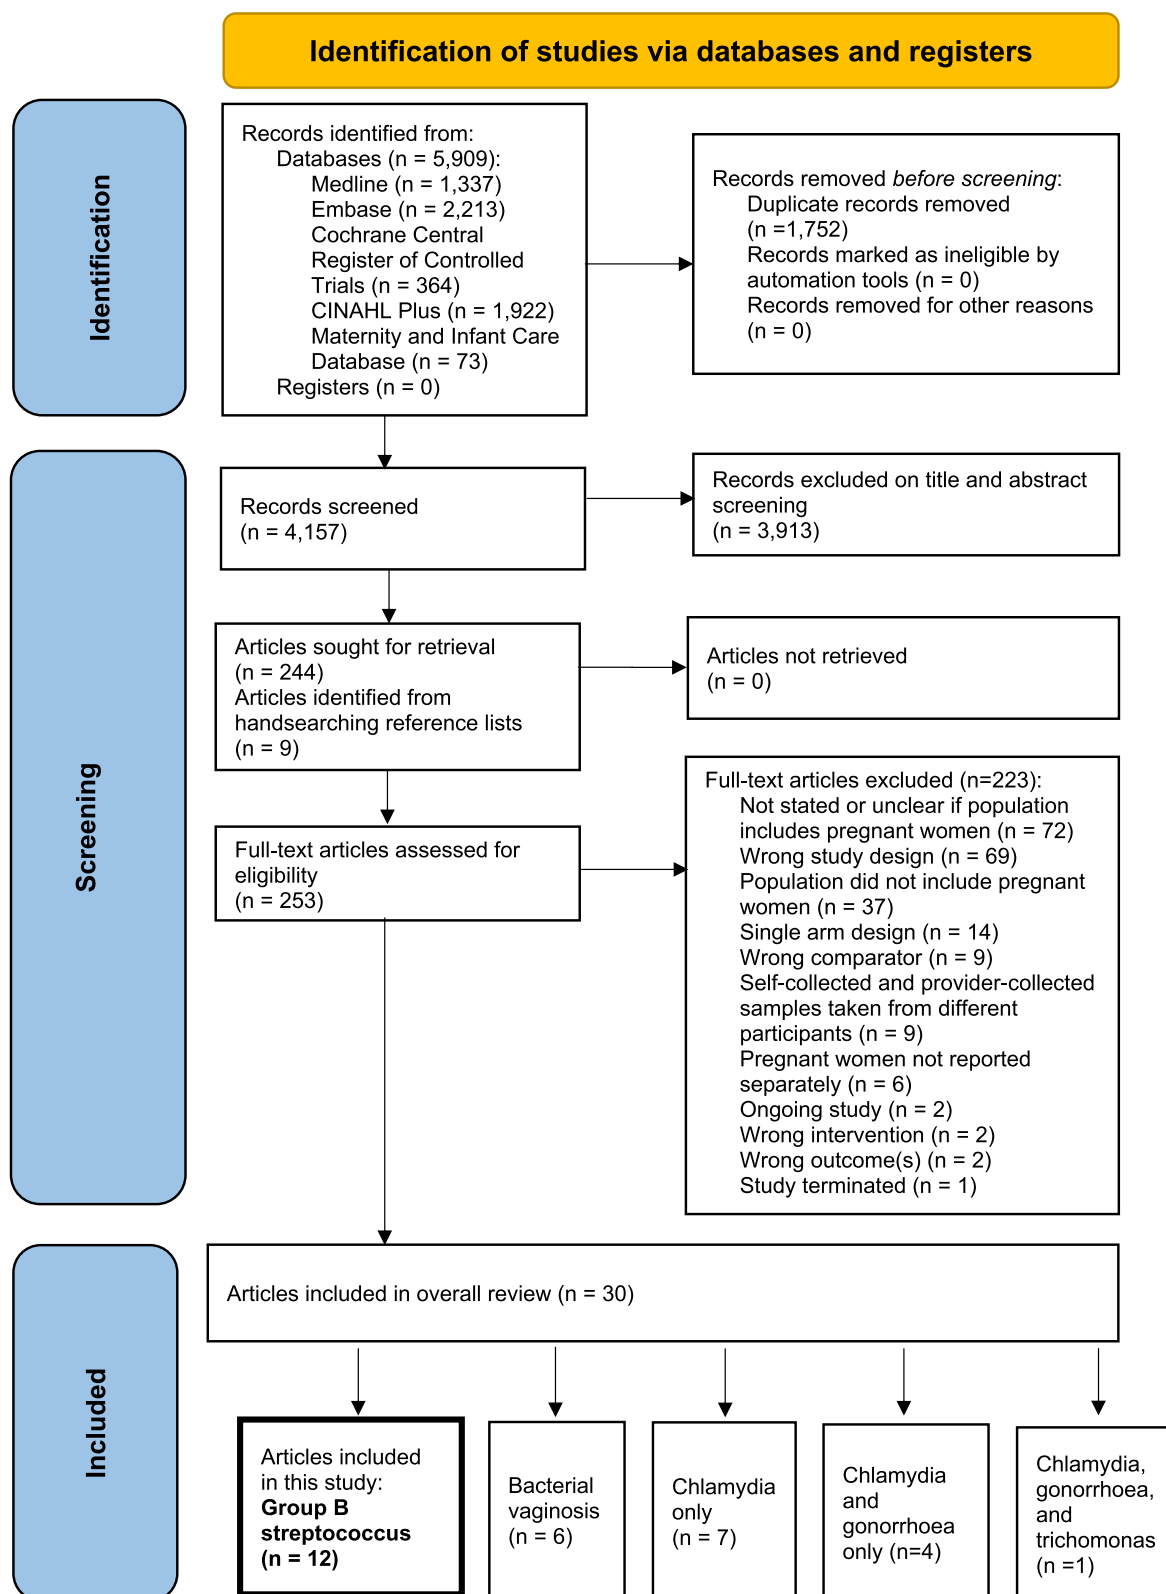 Identification of studies via databases and registers
Identification
Records identified from:
Databases (n = 5,909):
Medline (n = 1,337)
Embase (n = 2,213)
Cochrane Central
Register of Controlled
Trials (n = 364)
CINAHL Plus (n = 1,922)
Maternity and Infant Care
Database (n = 73)
Registers (n = 0)
Records removed before screening:
Duplicate records removed
(n =1,752)
Records marked as ineligible by
automation tools (n = 0)
Records removed for other reasons
(n = 0)
Screening
Records screened
(n = 4,157)
Records excluded on title and abstract
screening
(n = 3,913)
Articles sought for retrieval
(n = 244)
Articles identified from
handsearching reference lists
(n = 9)
Articles not retrieved
(n = 0)
Full-text articles assessed for
eligibility
(n = 253)
Full-text articles excluded (n=223):
Not stated or unclear if population
includes pregnant women (n = 72)
Wrong study design (n = 69)
Population did not include pregnant
women (n = 37)
Single arm design (n = 14)
Wrong comparator (n = 9)
Self-collected and provider-collected
samples taken from different
participants (n = 9)
Pregnant women not reported
separately (n = 6)
Ongoing study (n = 2)
Wrong intervention (n = 2)
Wrong outcome(s) (n = 2)
Study terminated (n = 1)
Included
Articles included in overall review (n = 30)
Articles included
in this study:
Group B
streptococcus
(n = 12)
Bacterial
vaginosis
(n = 6)
Chlamydia
only
(n = 7)
Chlamydia
and
gonorrhoea
only (n=4)
Chlamydia,
gonorrhoea,
and
trichomonas
(n =1)